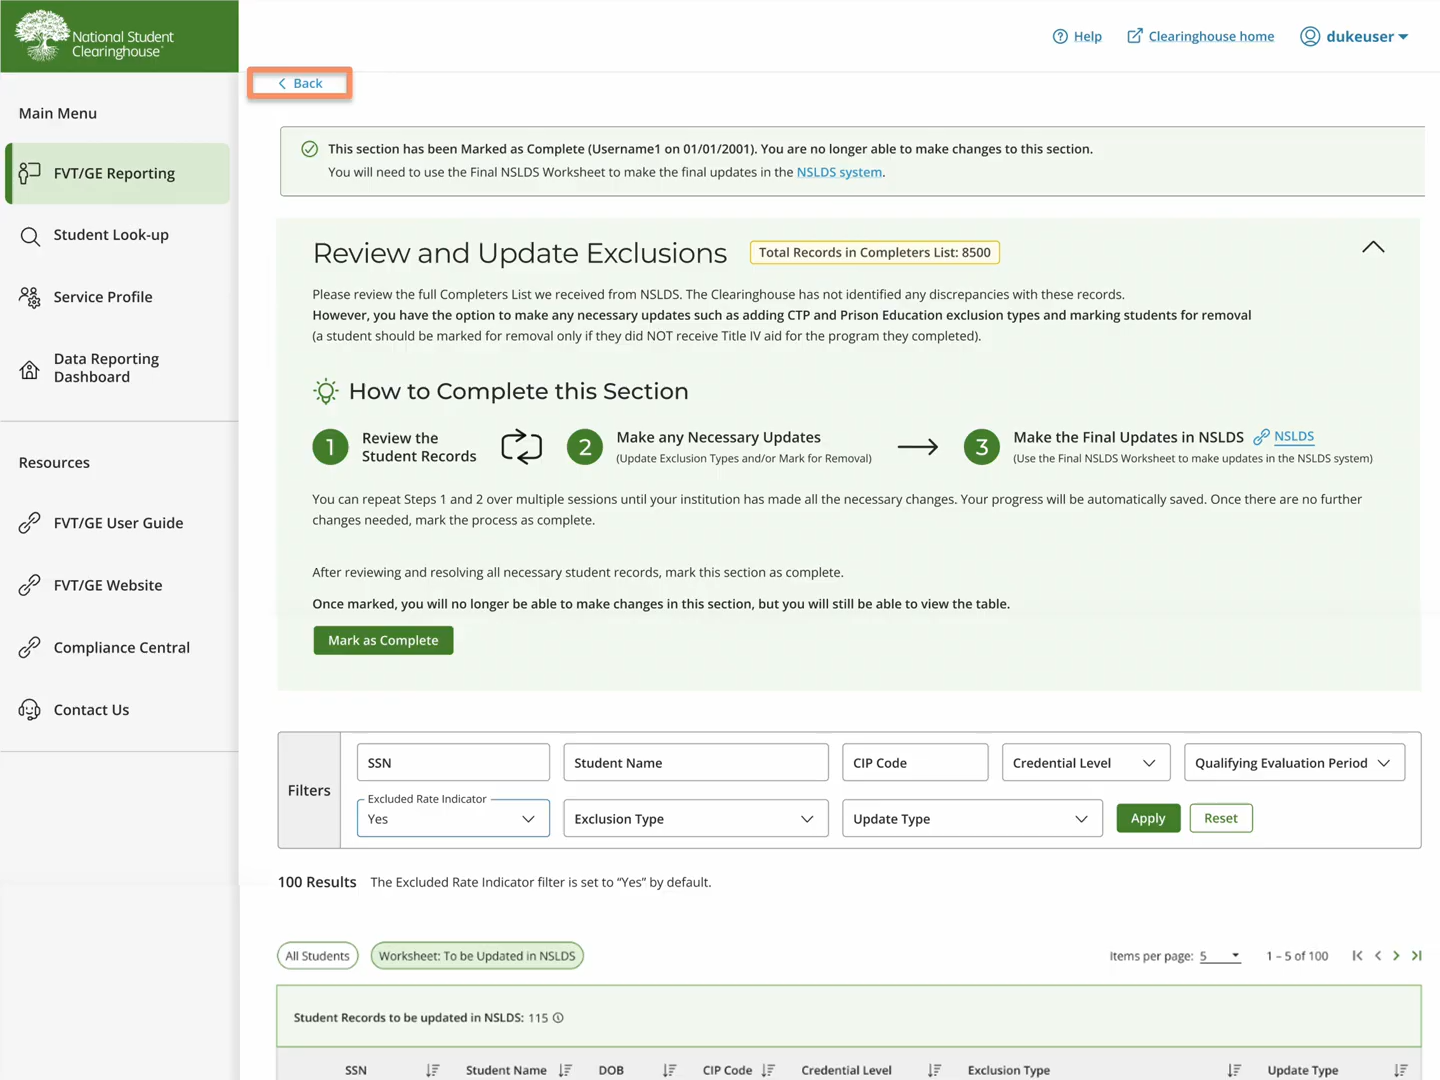 National Student
Clearinghouse
Help
Clearinghouse home
dukeuser
Back
Main Menu
This section has been Marked as Complete (Username1 on 01/01/2001). You are no longer able to make changes to this section.
You will need to use the Final NSLDS Worksheet to make the final updates in the NSLDS system.
FVT/GE Reporting
Student Look-up
Service Profile
Data Reporting
Dashboard
Resources
FVT/GE User Guide
FVT/GE Website
Compliance Central
Contact Us
Review and Update Exclusions
Total Records in Completers List: 8500
Please review the full Completers List we received from NSLDS. The Clearinghouse has not identified any discrepancies with these records.
However, you have the option to make any necessary updates such as adding CTP and Prison Education exclusion types and marking students for removal
(a student should be marked for removal only if they did NOT receive Title IV aid for the program they completed).
How to Complete this Section
1
Review the
Student Records
2
Make any Necessary Updates
(Update Exclusion Types and/or Mark for Removal)
3
Make the Final Updates in NSLDS NSLDS
(Use the Final NSLDS Worksheet to make updates in the NSLDS system)
You can repeat Steps 1 and 2 over multiple sessions until your institution has made all the necessary changes. Your progress will be automatically saved. Once there are no further
changes needed, mark the process as complete.
After reviewing and resolving all necessary student records, mark this section as complete.
Once marked, you will no longer be able to make changes in this section, but you will still be able to view the table.
Mark as Complete
Filters
SSN
Student Name
CIP Code
Credential Level
Qualifying Evaluation Period
Excluded Rate Indicator
Yes
Exclusion Type
Update Type
Apply
Reset
100 Results The Excluded Rate Indicator filter is set to “Yes” by default.
All Students
Worksheet: To be Updated in NSLDS
Items per page: 5
1 – 5 of 100
Student Records to be updated in NSLDS: 115
SSN
Student Name
DOB
CIP Code
Credential Level
Exclusion Type
Update Type